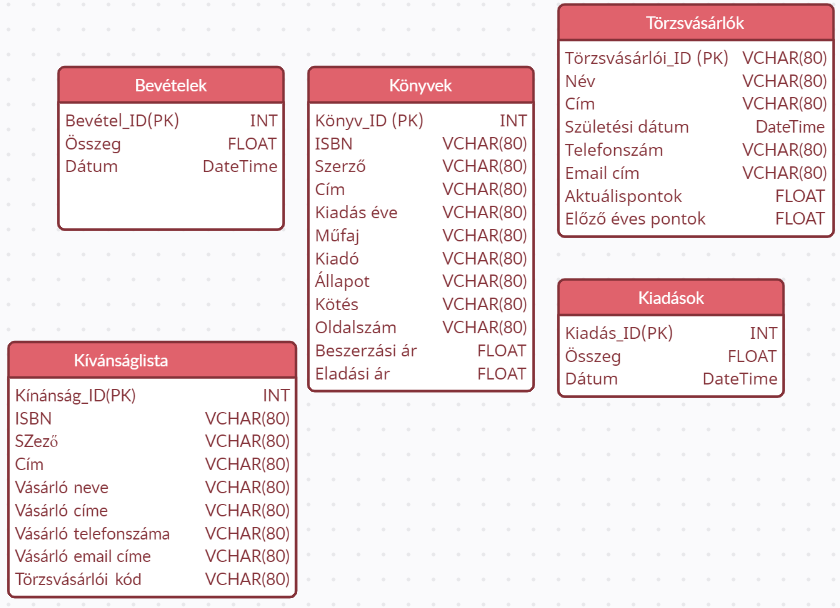 Bevételek
Bevétel_ID(PK) INT
Összeg FLOAT
Dátum DateTime
Könyvek
Könyv_ID (PK) INT
ISBN VCHAR(80)
Szerző VCHAR(80)
Cím VCHAR(80)
Kiadás éve VCHAR(80)
Műfaj VCHAR(80)
Kiadó VCHAR(80)
Állapot VCHAR(80)
Kötés VCHAR(80)
Oldalszám VCHAR(80)
Beszerzási ár FLOAT
Eladási ár FLOAT
Törzsvásárlók
Törzsvásárlói_ID (PK) VCHAR(80)
Név VCHAR(80)
Cím VCHAR(80)
Születési dátum DateTime
Telefonszám VCHAR(80)
Email cím VCHAR(80)
Aktuálispontok FLOAT
Előző éves pontok FLOAT
Kiadások
Kiadás_ID(PK) INT
Összeg FLOAT
Dátum DateTime
Kívánságlista
Kínánság_ID(PK) INT
ISBN VCHAR(80)
SZező VCHAR(80)
Cím VCHAR(80)
Vásárló neve VCHAR(80)
Vásárló címe VCHAR(80)
Vásárló telefonszáma VCHAR(80)
Vásárló email címe VCHAR(80)
Törzsvásárlói kód VCHAR(80)